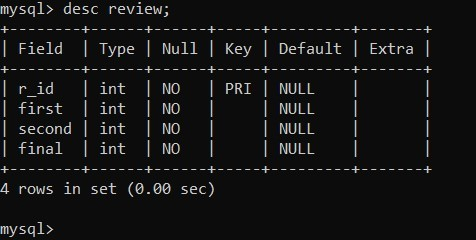 mysql> desc review;
+--------+------+------+-----+---------+-------+
| Field  | Type | Null | Key | Default | Extra |
+--------+------+------+-----+---------+-------+
| r_id   | int  | NO   | PRI | NULL    |       |
| first  | int  | NO   |     | NULL    |       |
| second | int  | NO   |     | NULL    |       |
| final  | int  | NO   |     | NULL    |       |
+--------+------+------+-----+---------+-------+
4 rows in set (0.00 sec)
mysql>